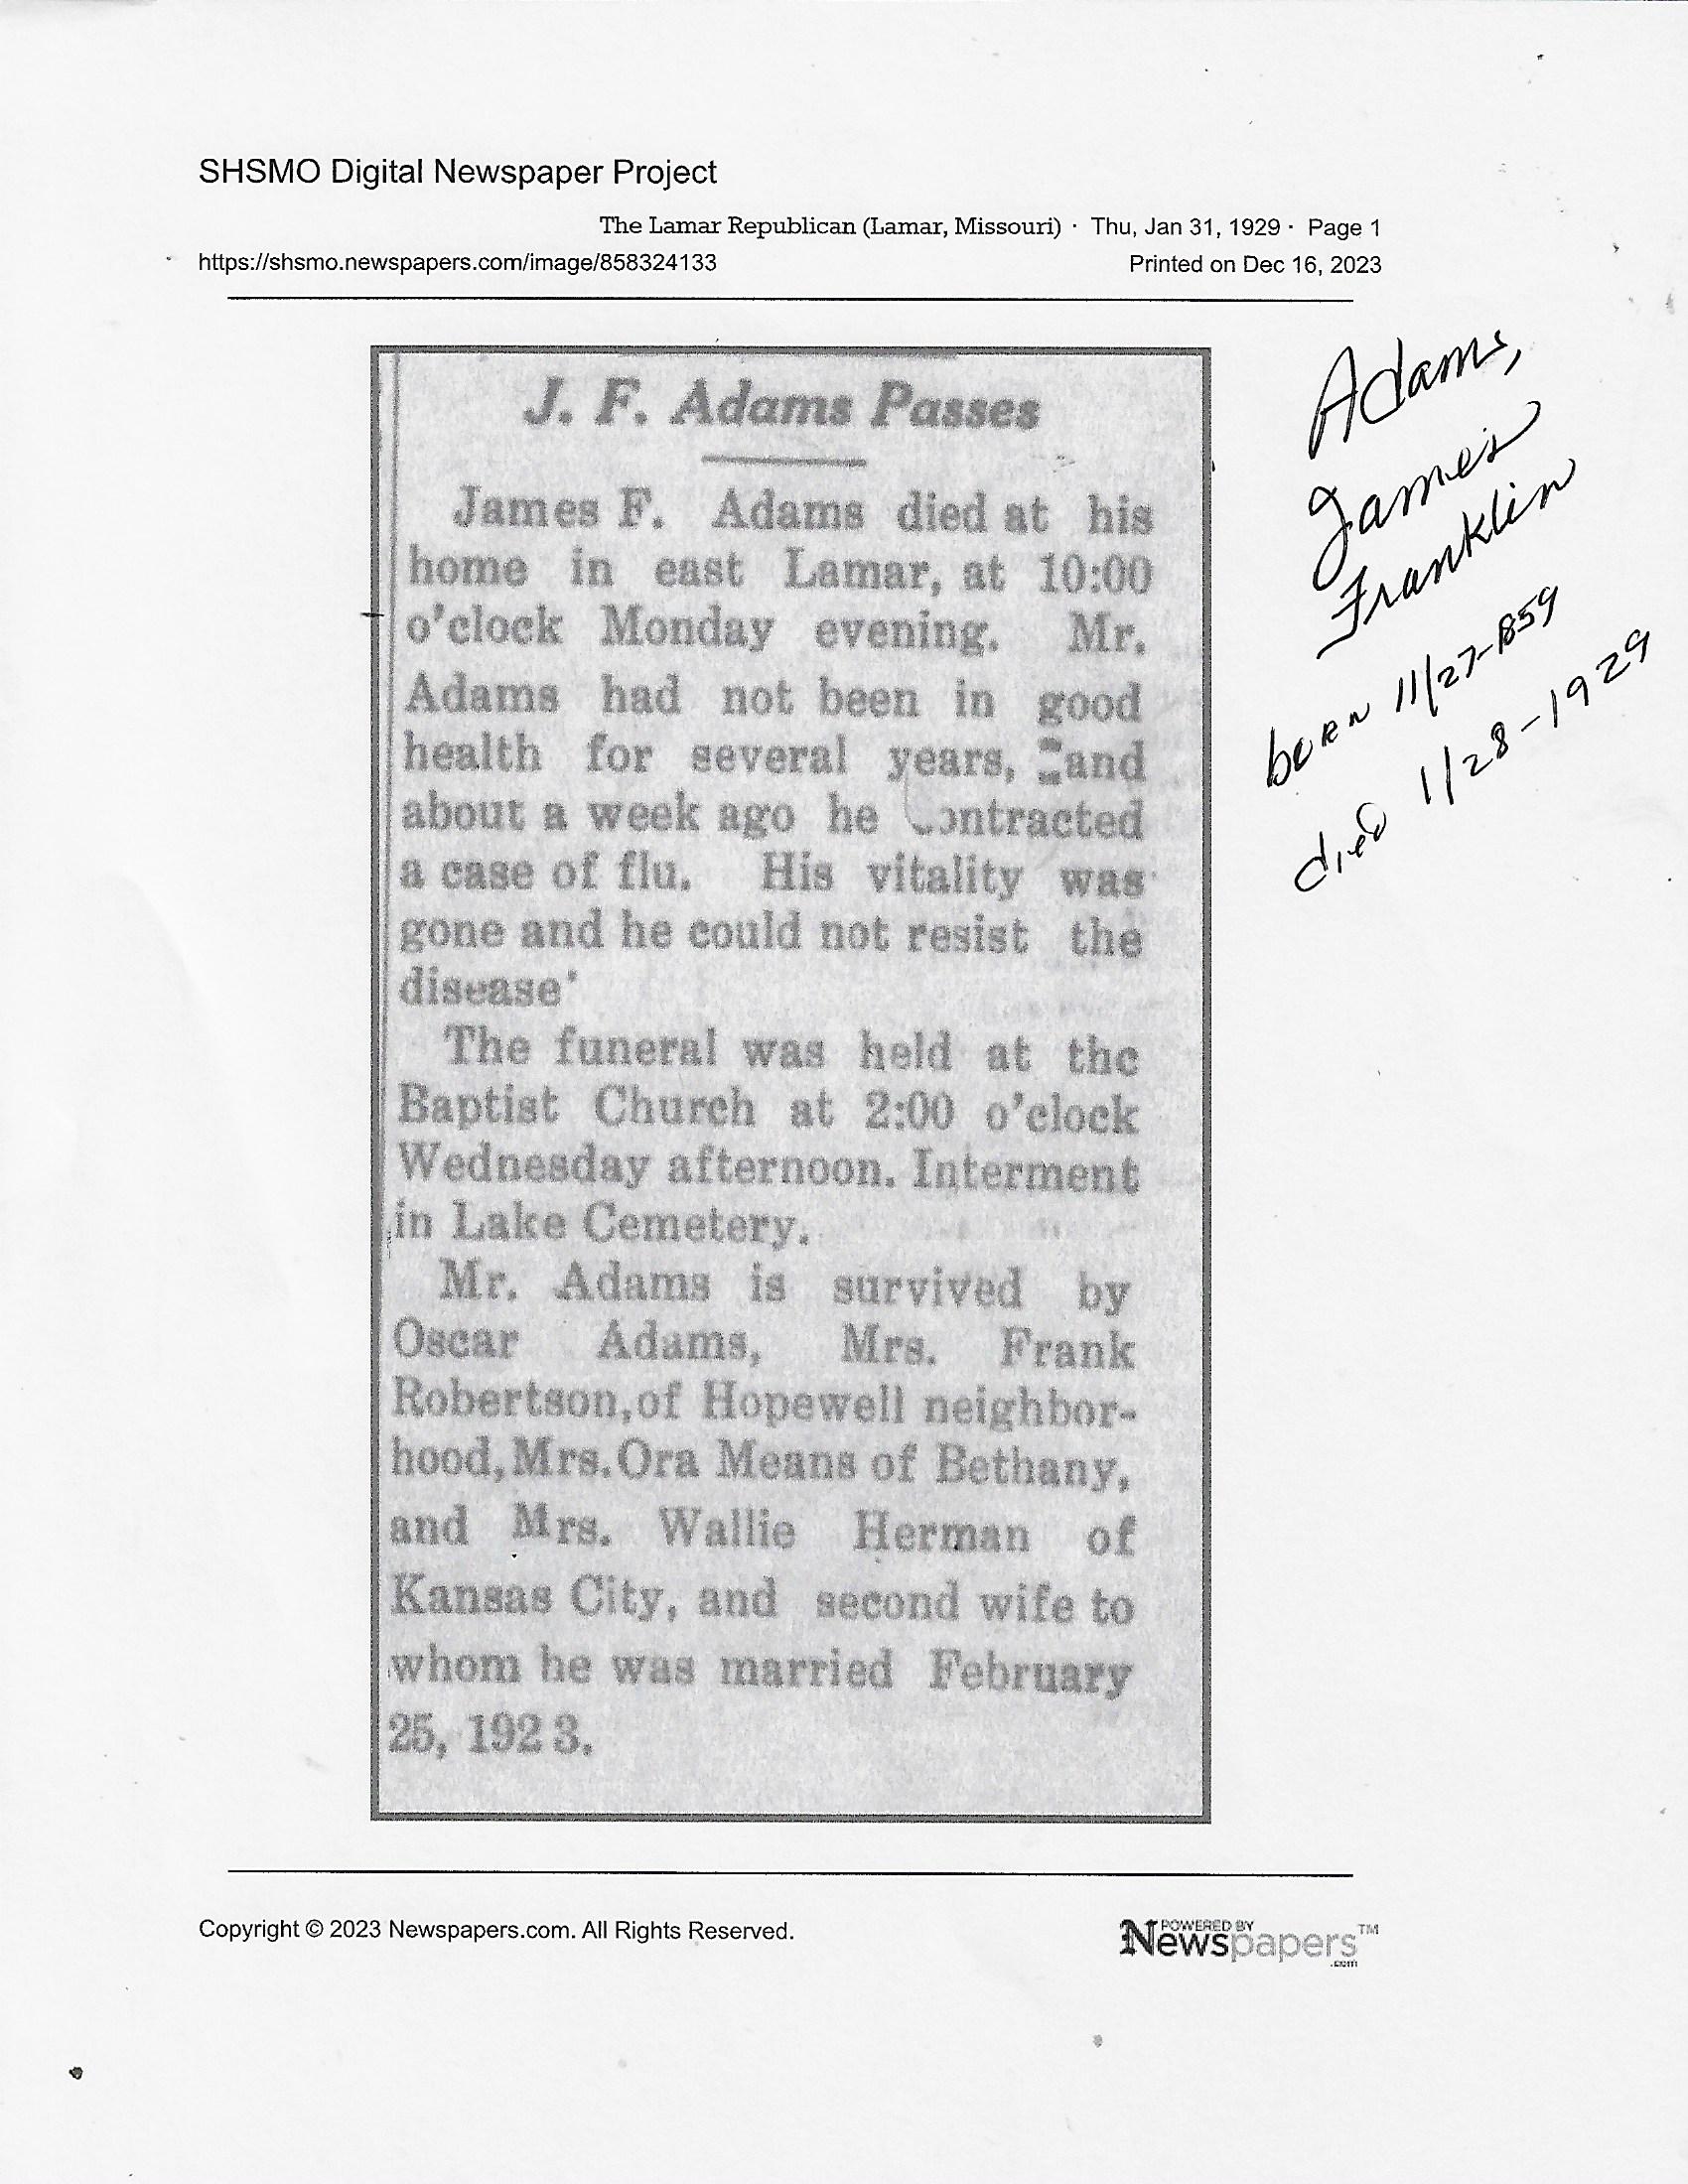 SHSMO Digital Newspaper Project
The Lamar Republican (Lamar, Missouri) · Thu, Jan 31, 1929 · Page 1
https://shsmo.newspapers.com/image/858324133
Printed on Dec 16, 2023
J. F. Adams Passes
James F. Adams died at his
home in east Lamar, at 10:00
o'clock Monday evening. Mr.
Adams had not been in good
health for several years, and
about a week ago he contracted
a case of flu. His vitality was
gone and he could not resist the
disease'
The funeral was held at the
Baptist Church at 2:00 o'clock
Wednesday afternoon. Interment
in Lake Cemetery.
Mr. Adams is survived by
Oscar Adams, Mrs. Frank
Robertson,of Hopewell neighbor-
hood,Mrs.Ora Means of Bethany,
and Mrs. Wallie Herman of
Kansas City, and second wife to
whom he was married February
25, 192 3.
Adams,
James
Franklin
born 11/27-1859
died 1/28-1929
Copyright © 2023 Newspapers.com. All Rights Reserved.
POWERED BY
Newspapers™
.com